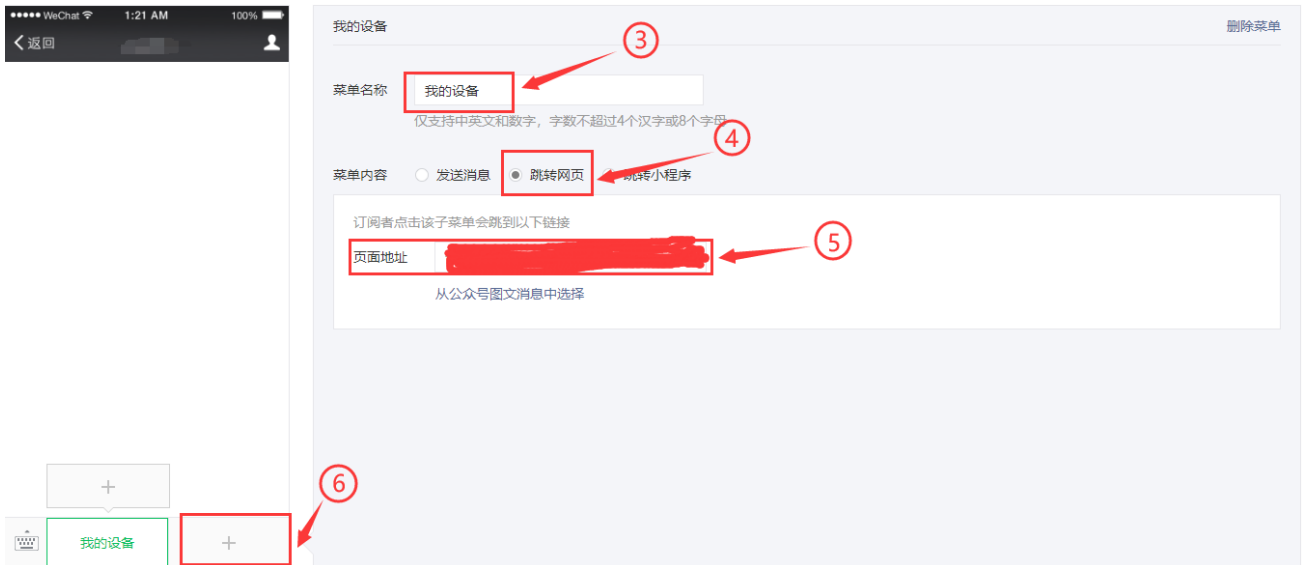 WeChat 1:21 AM 100%
返回
我的设备 删除菜单
③
菜单名称 我的设备
仅支持中英文和数字，字数不超过4个汉字或8个字母
④
菜单内容 发送消息 跳转网页 跳转小程序
订阅者点击该子菜单会跳到以下链接
⑤
页面地址
从公众号图文消息中选择
⑥
+
我的设备 +